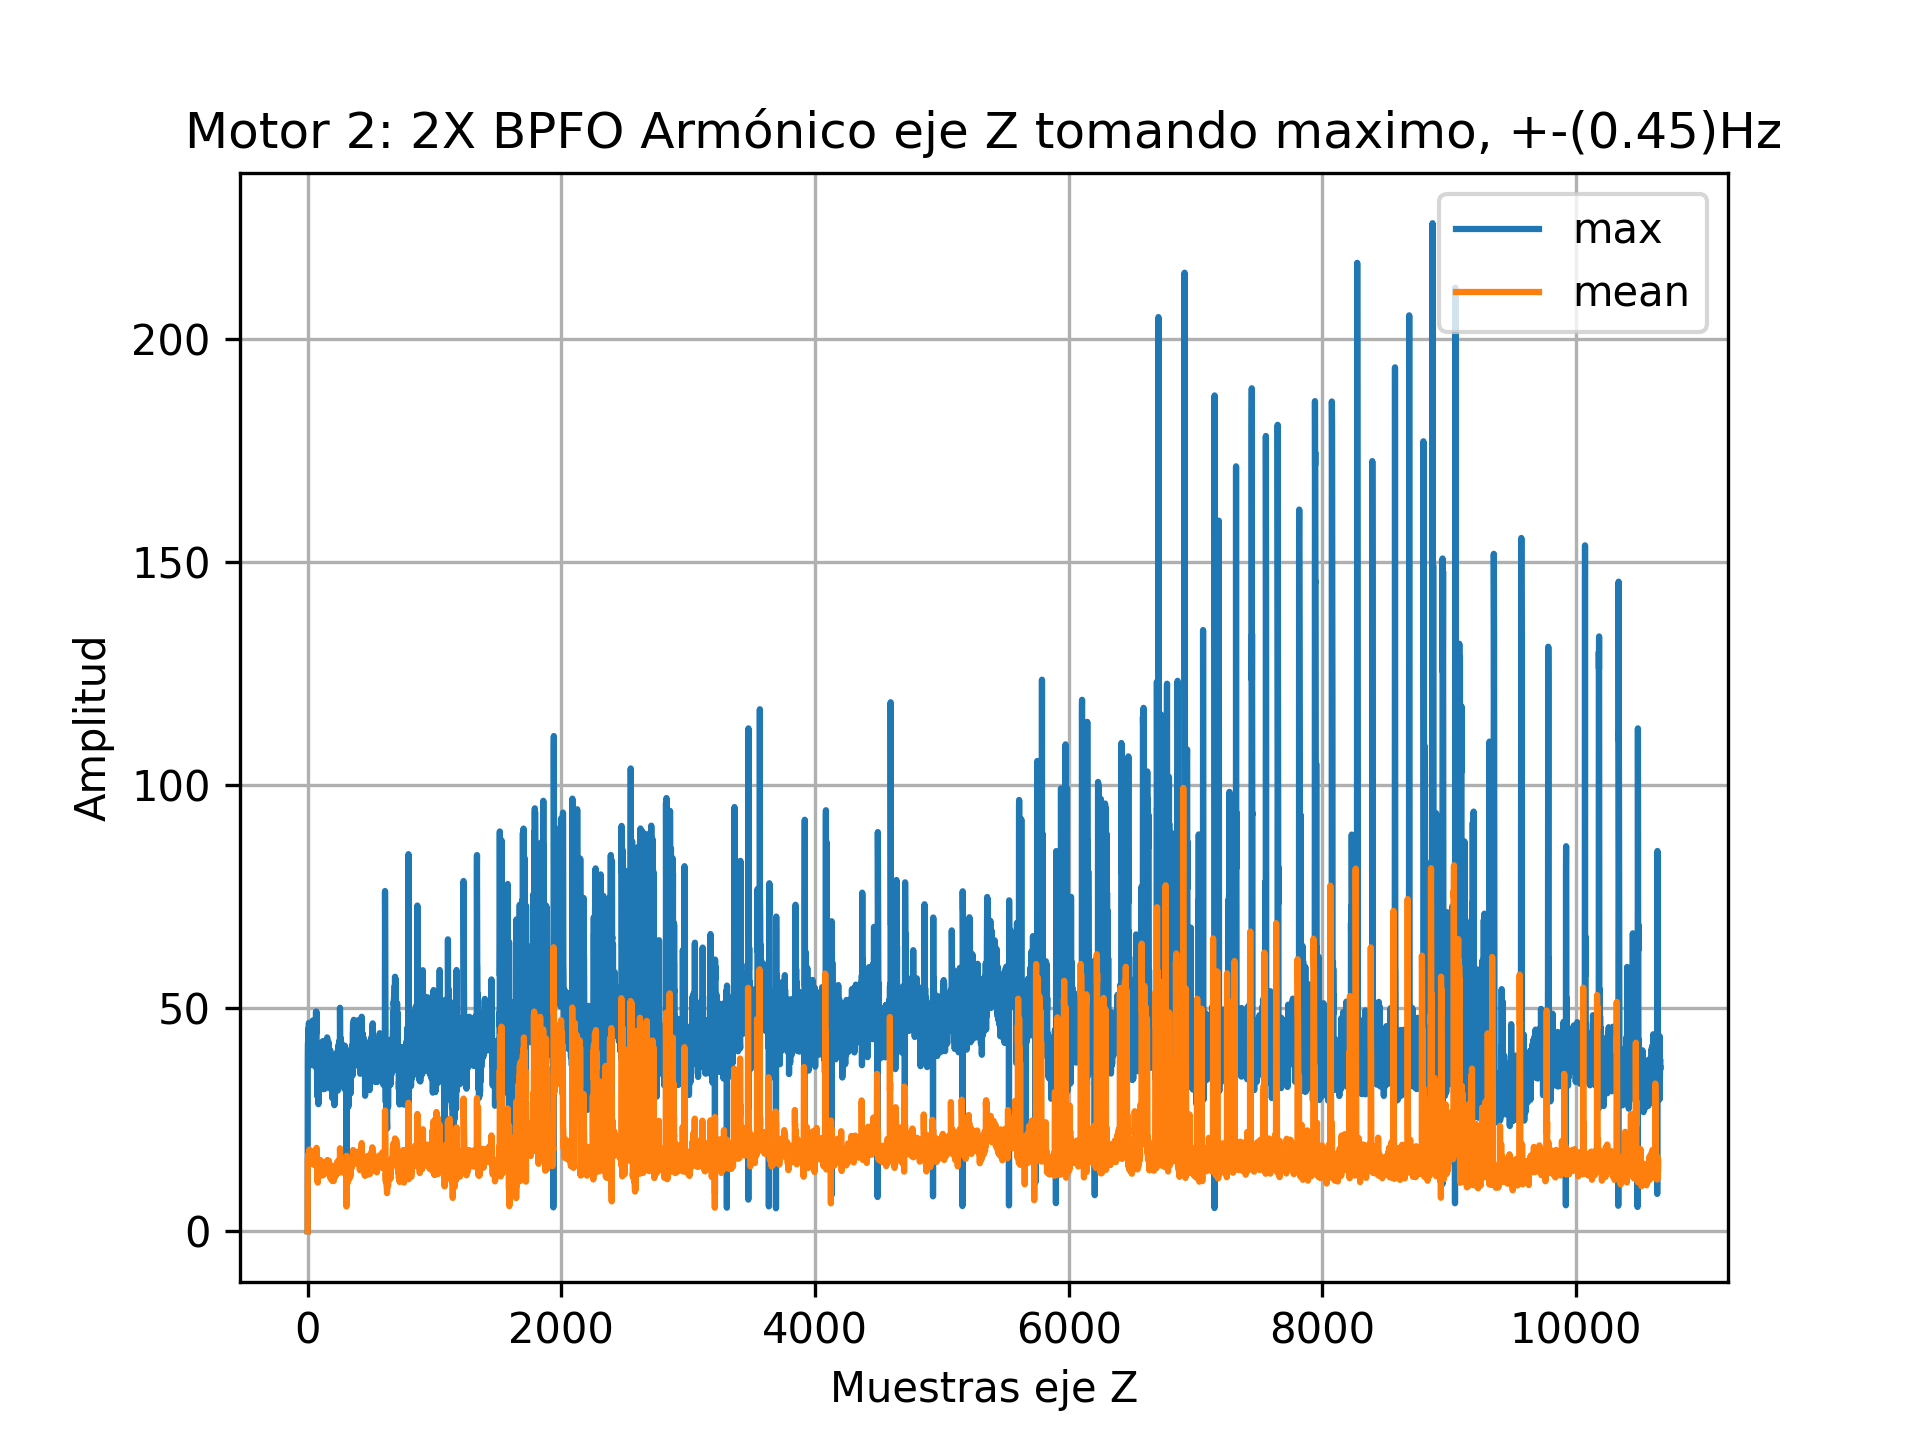 Motor 2: 2X BPFO Armónico eje Z tomando maximo, +-(0.45)Hz
max
mean
200
150
100
50
0
Amplitud
0 2000 4000 6000 8000 10000
Muestras eje Z